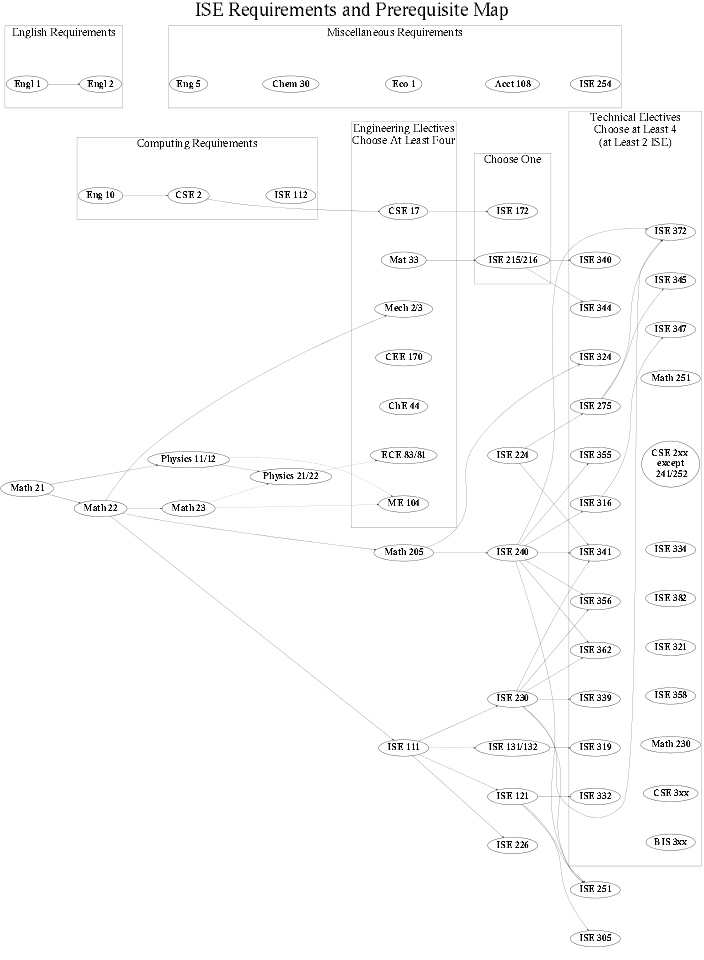 ISE Requirements and Prerequisite Map
English Requirements
Engl 1
Engl 2
Miscellaneous Requirements
Eng 5
Chem 30
Eco 1
Acct 108
ISE 254
Computing Requirements
Eng 10
CSE 2
ISE 112
Engineering Electives
Choose At Least Four
CSE 17
Mat 33
Mech 2/3
CEE 170
ChE 44
ECE 83/81
ME 104
Choose One
ISE 172
ISE 215/216
Technical Electives
Choose at Least 4
(at Least 2 ISE)
ISE 340
ISE 344
ISE 324
ISE 275
ISE 355
ISE 316
ISE 341
ISE 356
ISE 362
ISE 339
ISE 319
ISE 332
ISE 372
ISE 345
ISE 347
Math 251
CSE 2xx
except
241/252
ISE 334
ISE 382
ISE 321
ISE 358
Math 230
CSE 3xx
BIS 3xx
Math 21
Physics 11/12
Math 22
Math 23
Physics 21/22
Math 205
ISE 111
ISE 224
ISE 240
ISE 230
ISE 131/132
ISE 121
ISE 226
ISE 251
ISE 305